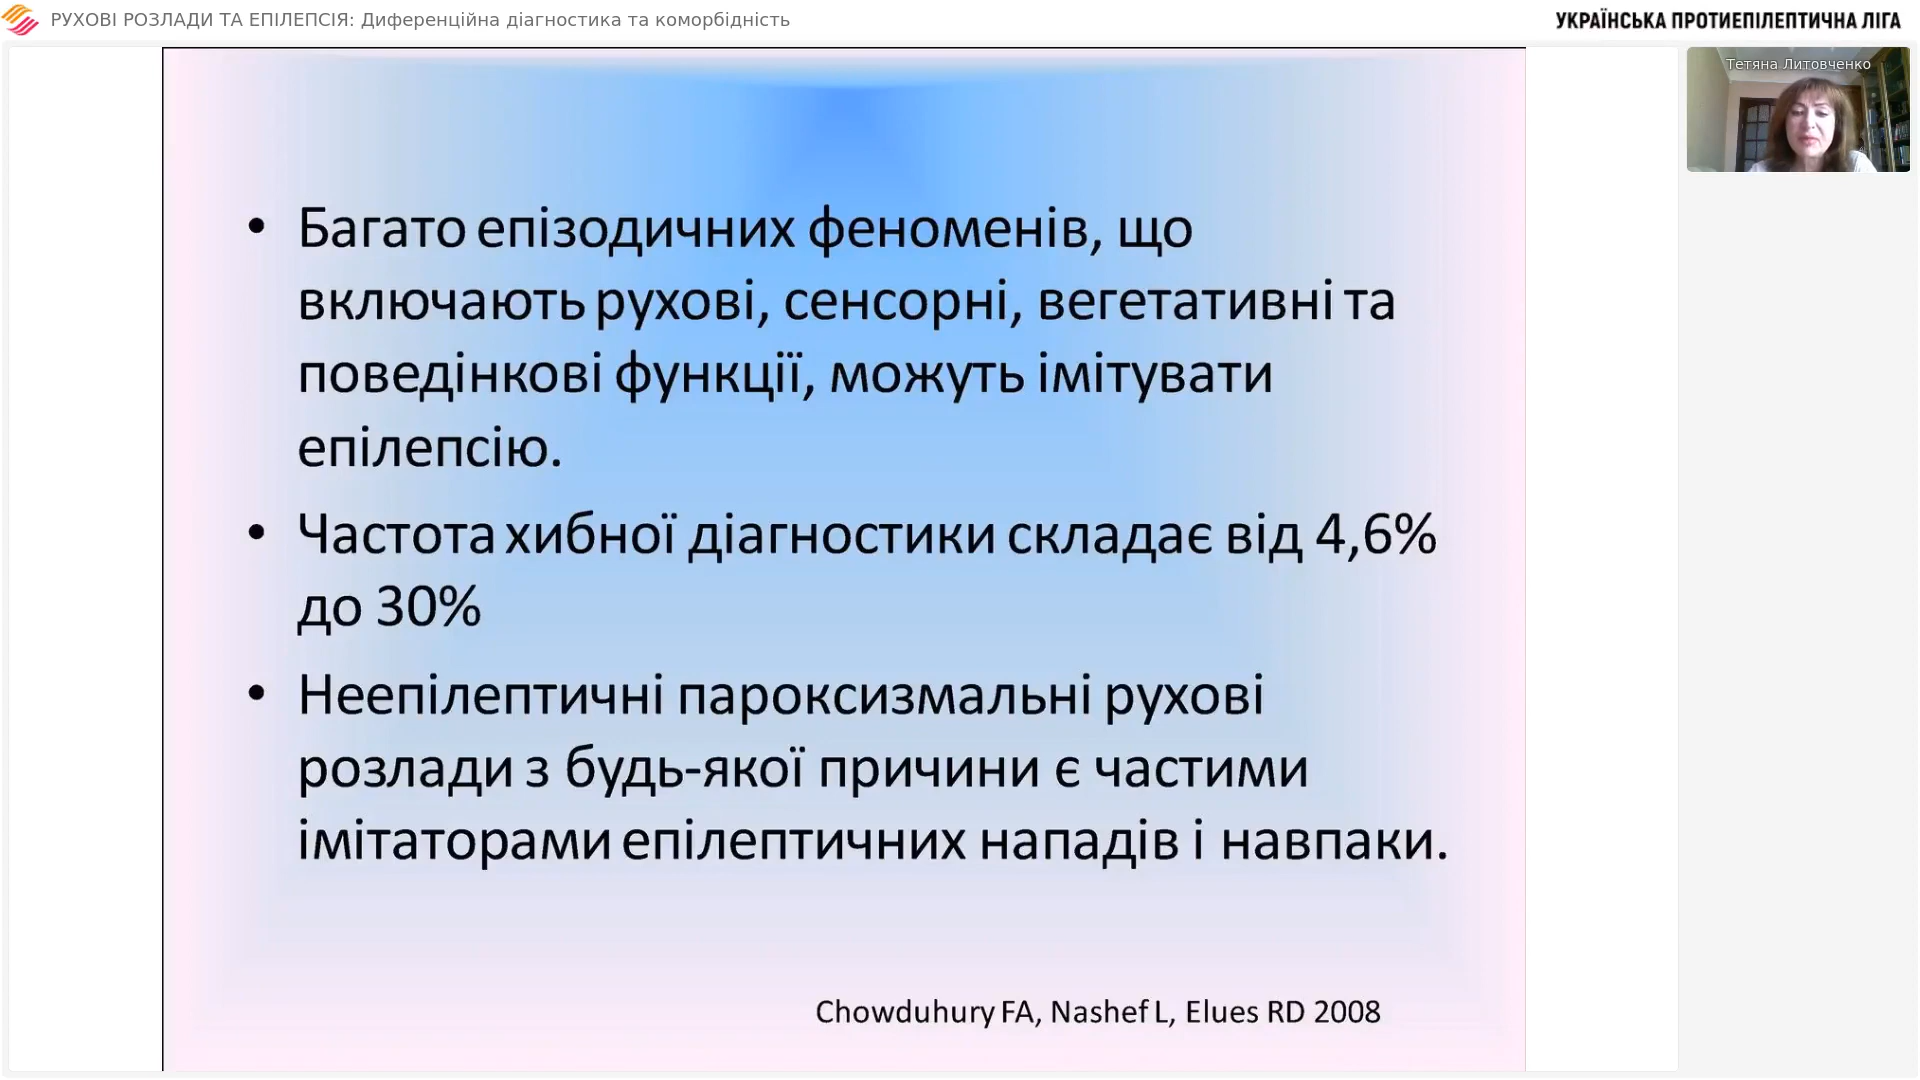 РУХОВІ РОЗЛАДИ ТА ЕПІЛЕПСІЯ: Диференційна діагностика та коморбідність
УКРАЇНСЬКА ПРОТИЕПІЛЕПТИЧНА ЛІГА
Тетяна Литовченко
• Багато епізодичних феноменів, що
включають рухові, сенсорні, вегетативні та
поведінкові функції, можуть імітувати
епілепсію.
• Частота хибної діагностики складає від 4,6%
до 30%
• Неепілептичні пароксизмальні рухові
розлади з будь-якої причини є частими
імітаторами епілептичних нападів і навпаки.
Chowduhury FA, Nashef L, Elues RD 2008